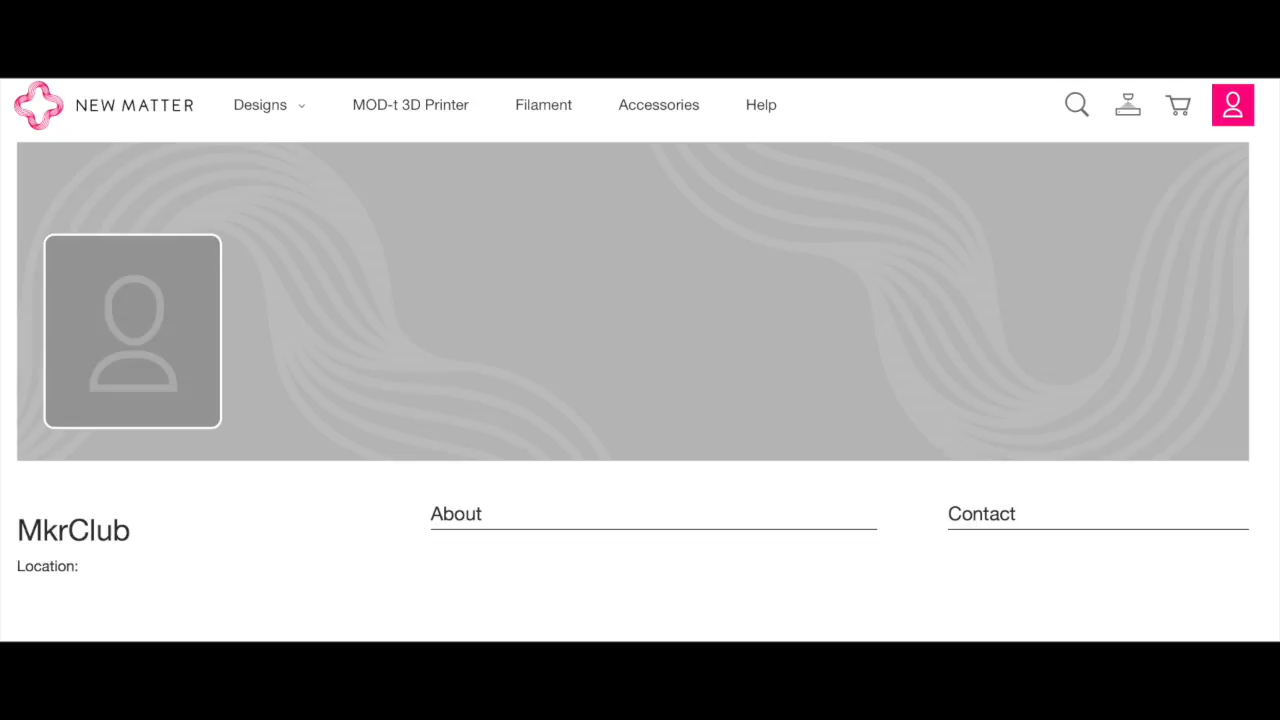 NEW MATTER Designs MOD-t 3D Printer Filament Accessories Help
MkrClub
Location:
About
Contact